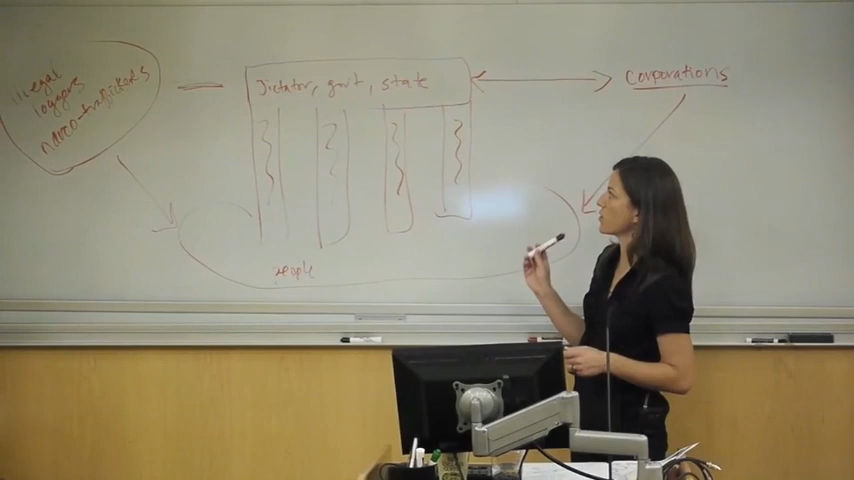 illegal
loggers
narco-traffickers
Dictator, govt, state
corporations
people